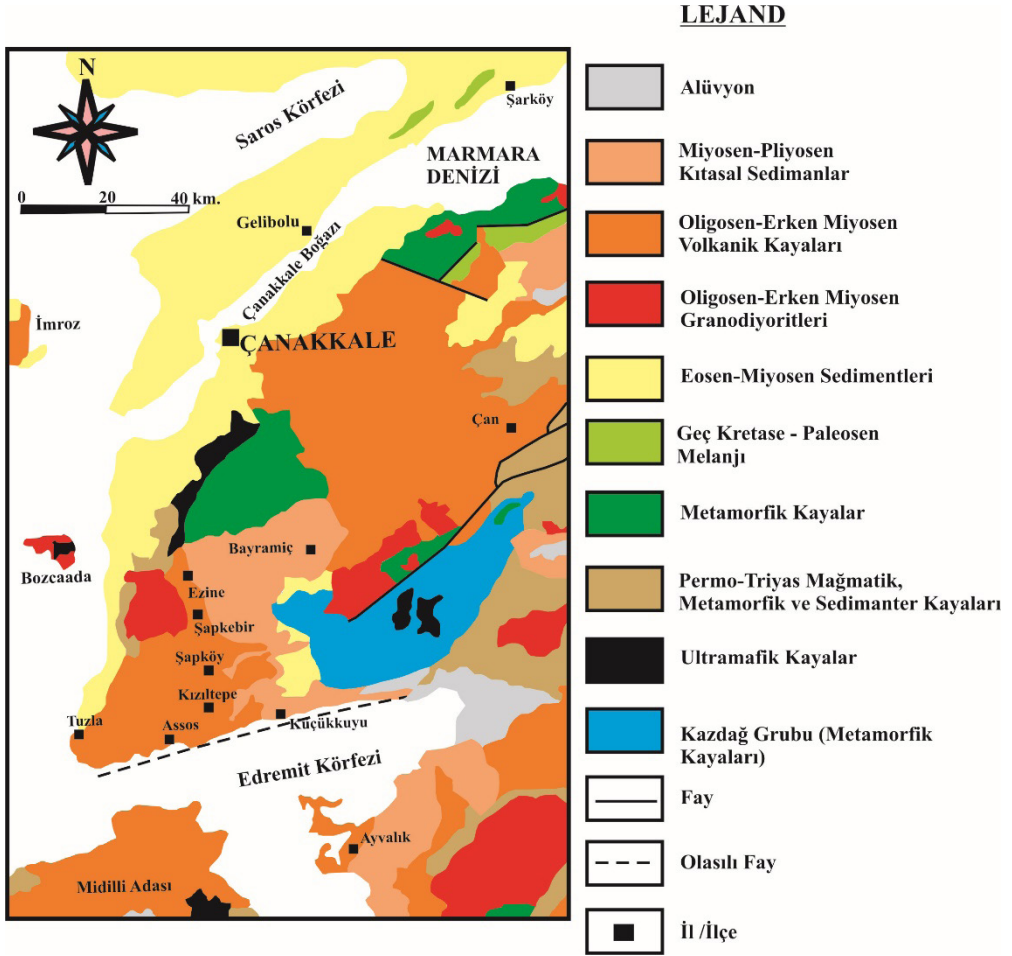 LEJAND
N
0 20 40 km.
Saros Körfezi
Şarköy
MARMARA
DENİZİ
Gelibolu
Çanakkale Boğazı
İmroz
ÇANAKKALE
Çan
Bayramiç
Bozcaada
Ezine
Şapkebir
Şapköy
Kızıltepe
Tuzla
Assos
Küçükkuyu
Edremit Körfezi
Ayvalık
Midilli Adası
Alüvyon
Miyosen-Pliyosen
Kıtasal Sedimanlar
Oligosen-Erken Miyosen
Volkanik Kayaları
Oligosen-Erken Miyosen
Granodiyoritleri
Eosen-Miyosen Sedimentleri
Geç Kretase - Paleosen
Melanjı
Metamorfik Kayalar
Permo-Triyas Mağmatik,
Metamorfik ve Sedimanter Kayaları
Ultramafik Kayalar
Kazdağ Grubu (Metamorfik
Kayaları)
Fay
Olasılı Fay
İl /İlçe